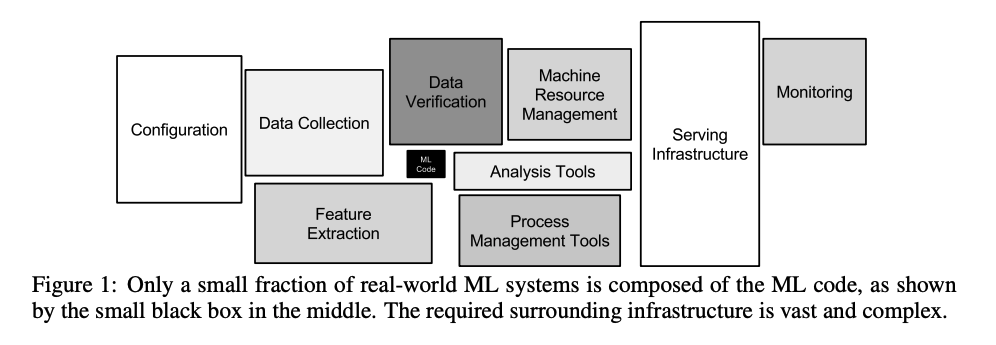 Configuration
Data Collection
Data
Verification
Machine
Resource
Management
Serving
Infrastructure
Monitoring
ML
Code
Analysis Tools
Feature
Extraction
Process
Management Tools
Figure 1: Only a small fraction of real-world ML systems is composed of the ML code, as shown
by the small black box in the middle. The required surrounding infrastructure is vast and complex.